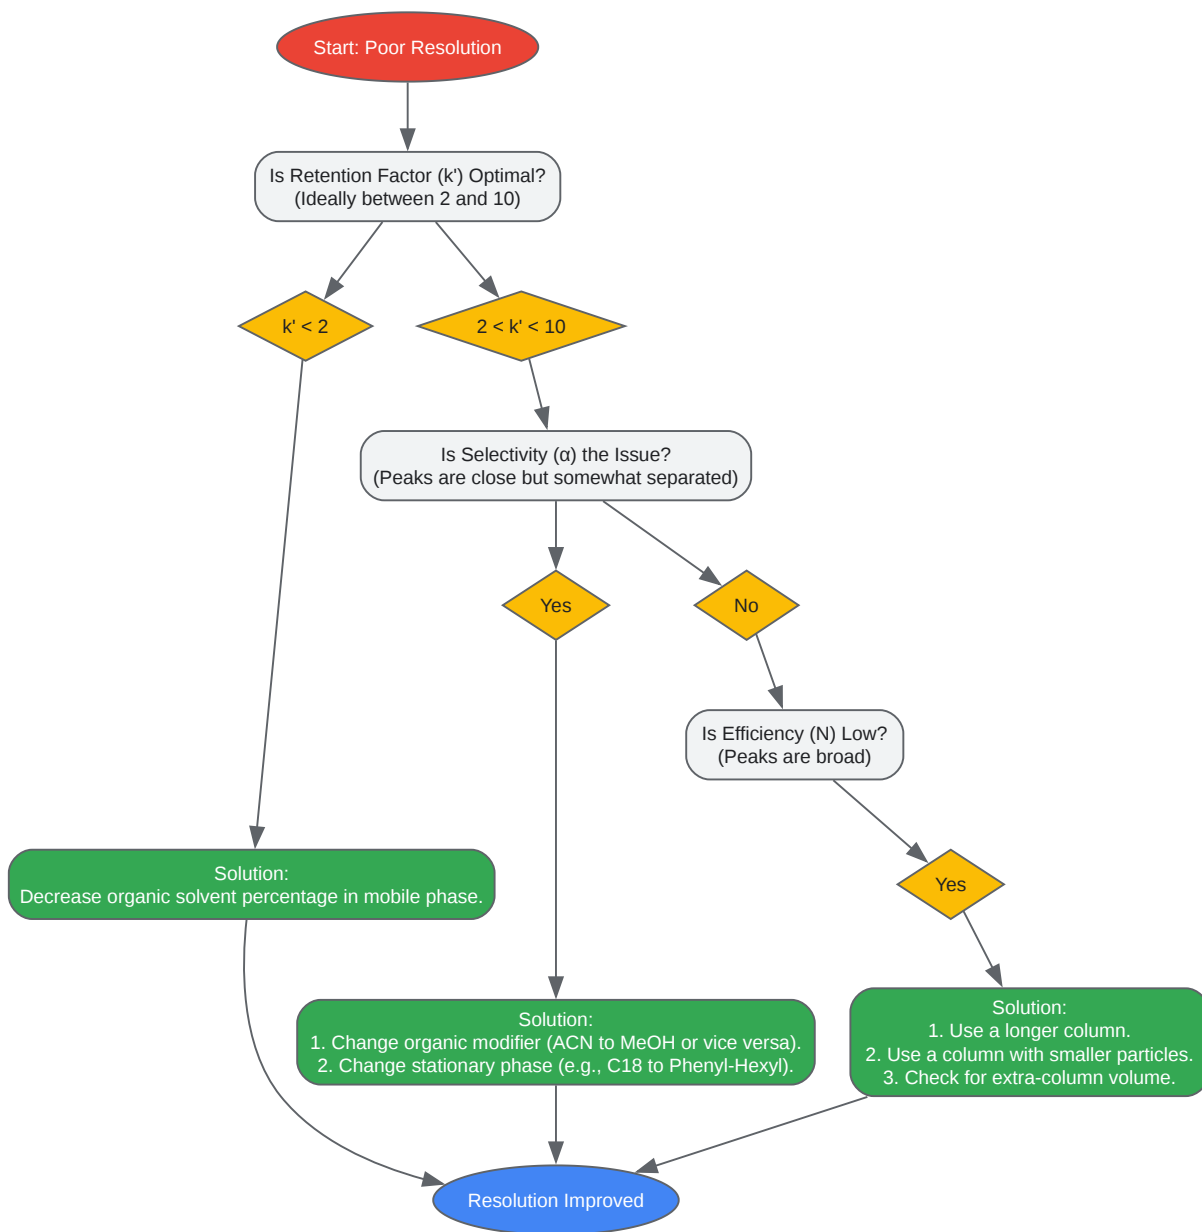 Start: Poor Resolution
Is Retention Factor (k') Optimal?
(Ideally between 2 and 10)
k' < 2
2 < k' < 10
Is Selectivity (α) the Issue?
(Peaks are close but somewhat separated)
Yes
No
Is Efficiency (N) Low?
(Peaks are broad)
Solution:
Decrease organic solvent percentage in mobile phase.
Yes
Solution:
1. Change organic modifier (ACN to MeOH or vice versa).
2. Change stationary phase (e.g., C18 to Phenyl-Hexyl).
Solution:
1. Use a longer column.
2. Use a column with smaller particles.
3. Check for extra-column volume.
Resolution Improved